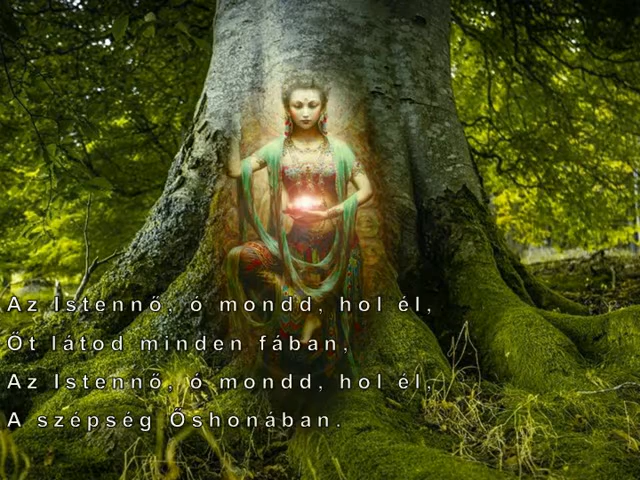 Az Istennő, ó mondd, hol él,
Őt látod minden fában,
Az Istennő, ó mondd, hol él,
A szépség Őshonában.